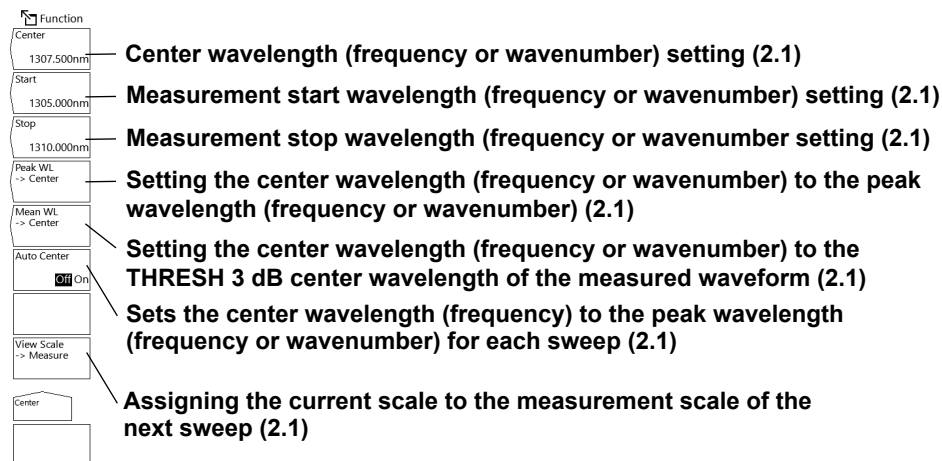 Function
Center
1307.500nm
Center wavelength (frequency or wavenumber) setting (2.1)
Start
1305.000nm
Measurement start wavelength (frequency or wavenumber) setting (2.1)
Stop
1310.000nm
Measurement stop wavelength (frequency or wavenumber setting (2.1)
Peak WL
-> Center
Setting the center wavelength (frequency or wavenumber) to the peak
wavelength (frequency or wavenumber) (2.1)
Mean WL
-> Center
Setting the center wavelength (frequency or wavenumber) to the
THRESH 3 dB center wavelength of the measured waveform (2.1)
Auto Center
Off On
Sets the center wavelength (frequency) to the peak wavelength
(frequency or wavenumber) for each sweep (2.1)
View Scale
-> Measure
Assigning the current scale to the measurement scale of the
next sweep (2.1)
Center